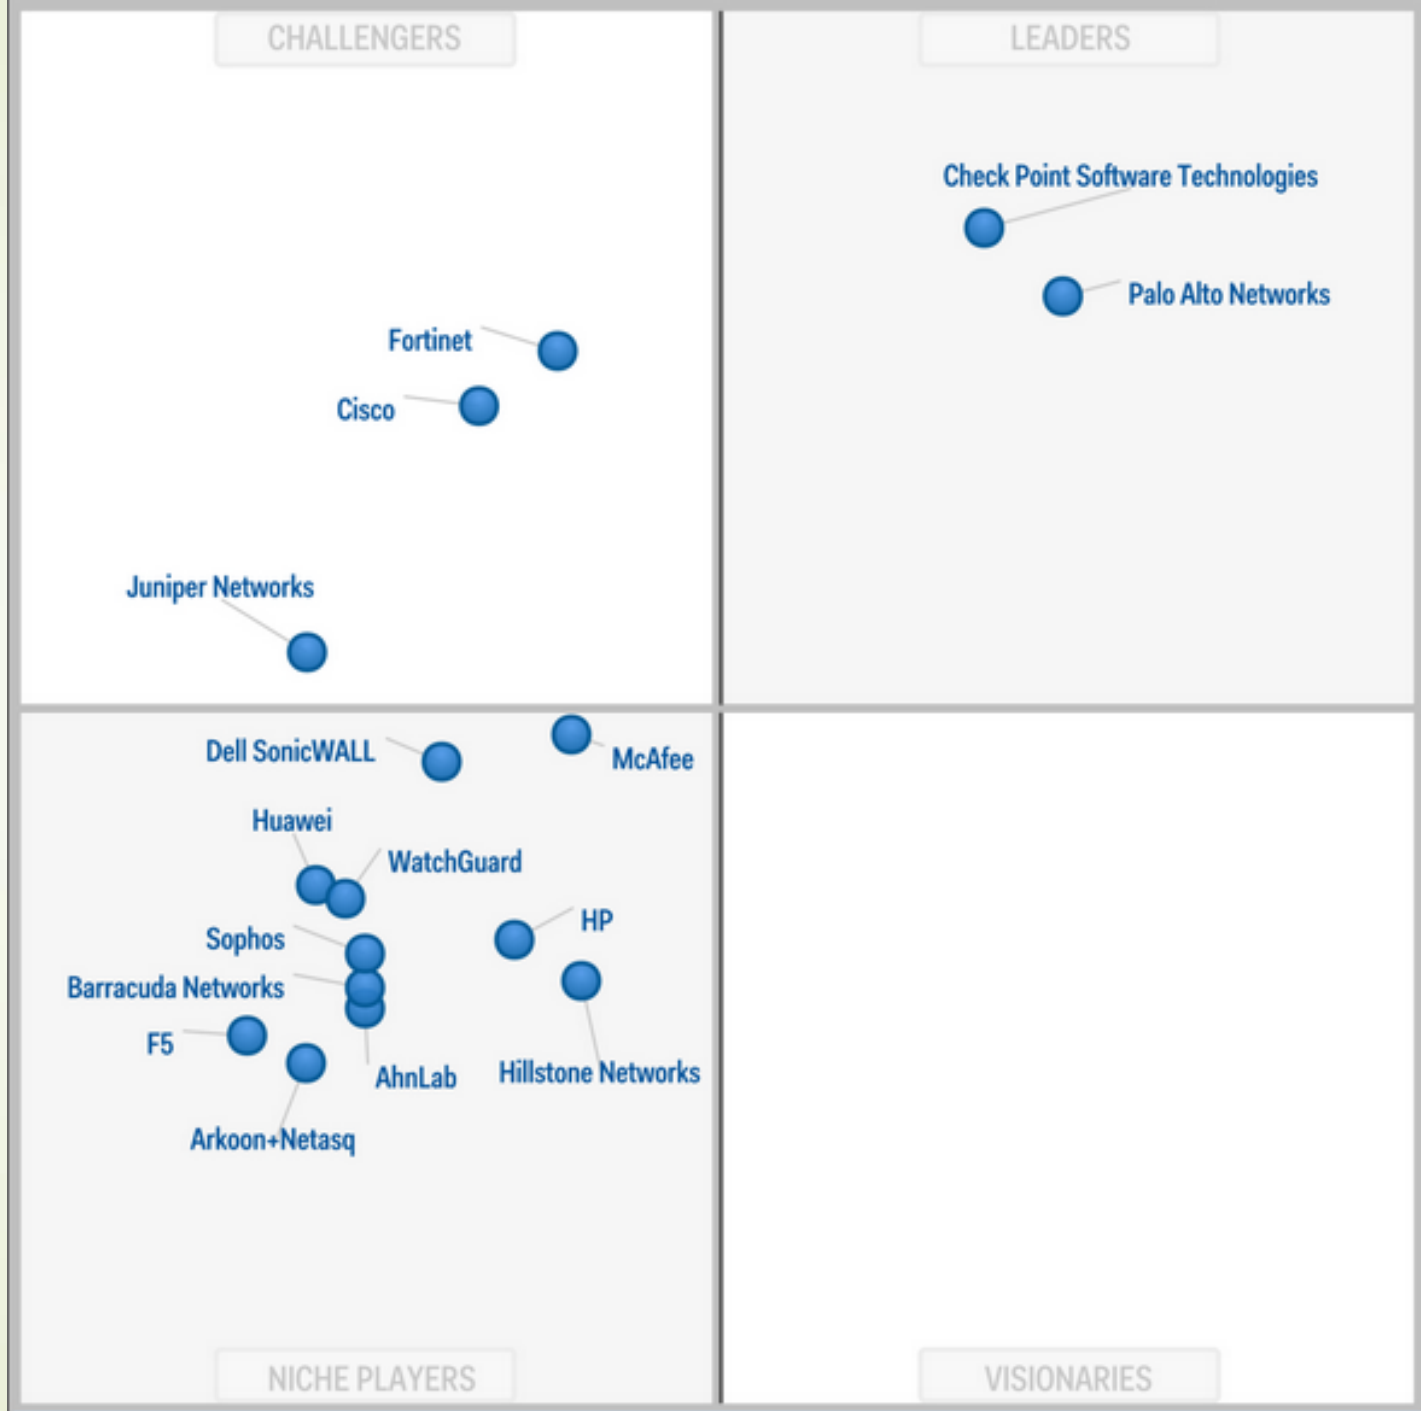 CHALLENGERS
LEADERS
Check Point Software Technologies
Palo Alto Networks
Fortinet
Cisco
Juniper Networks
Dell SonicWALL
McAfee
Huawei
WatchGuard
HP
Sophos
Barracuda Networks
F5
AhnLab
Hillstone Networks
Arkoon+Netasq
NICHE PLAYERS
VISIONARIES